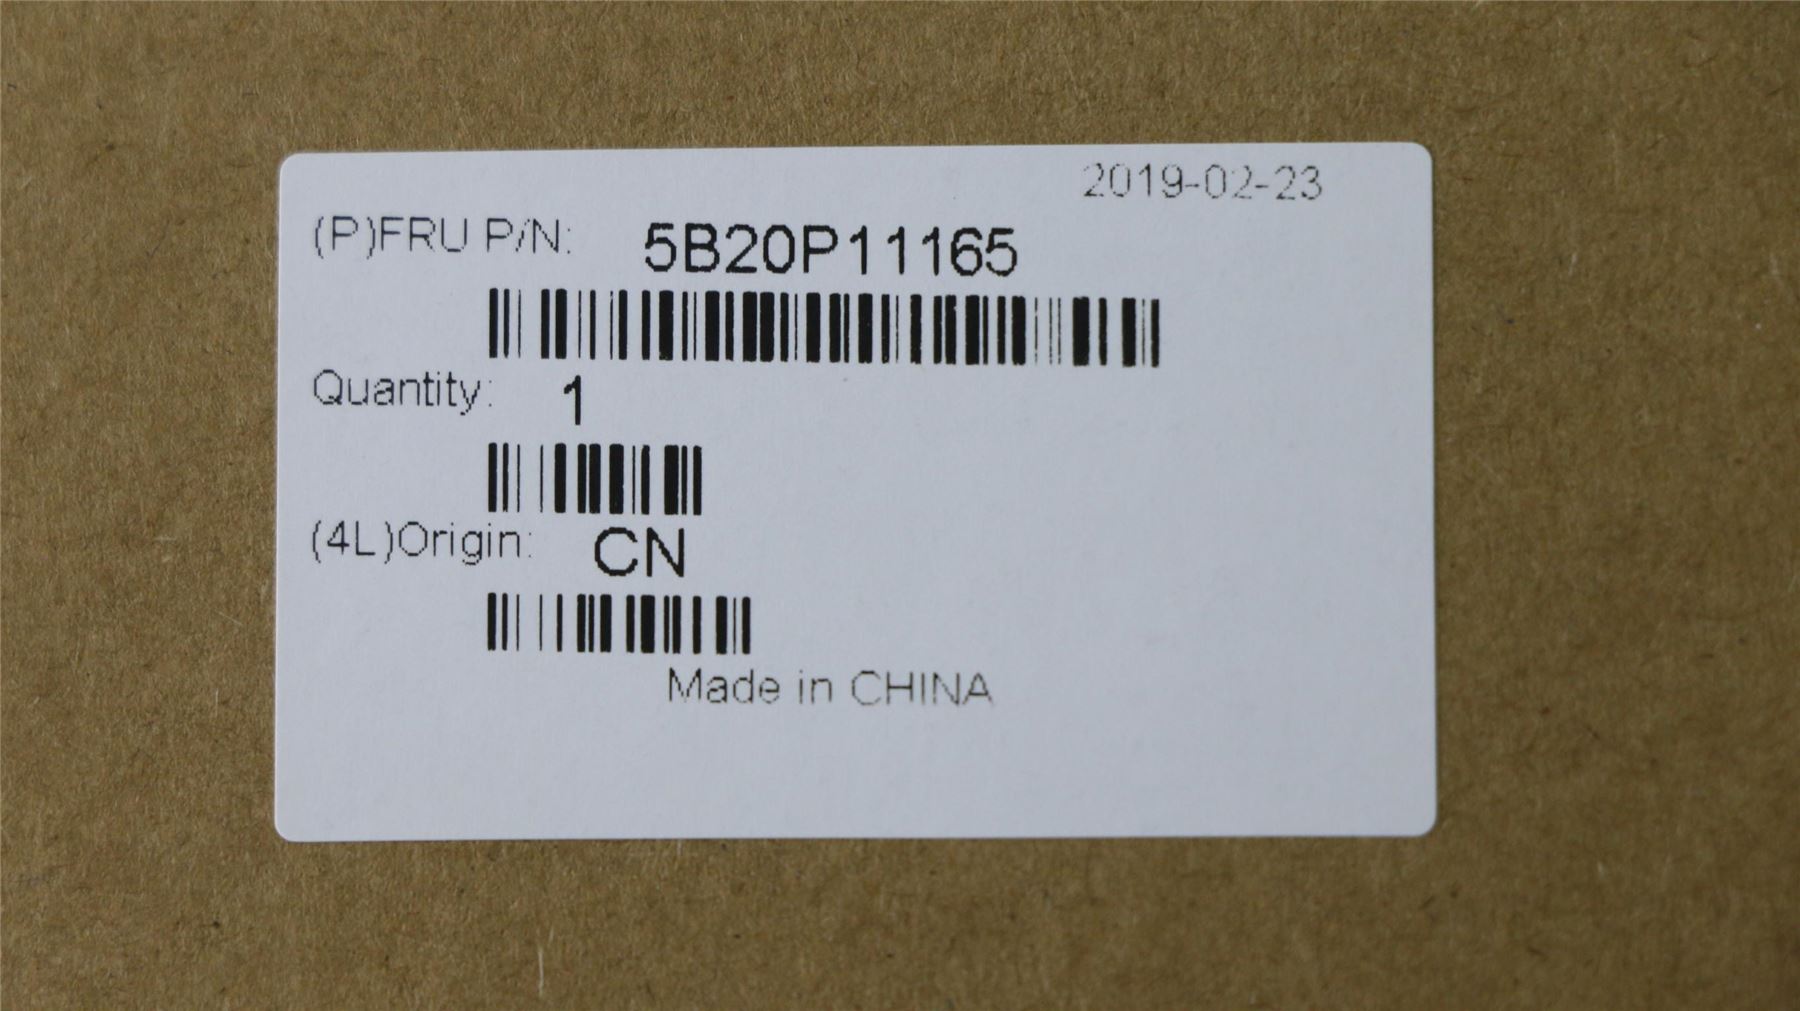 2019-02-23
(P)FRU P/N: 5B20P11165
Quantity: 1
(4L)Origin: CN
Made in CHINA